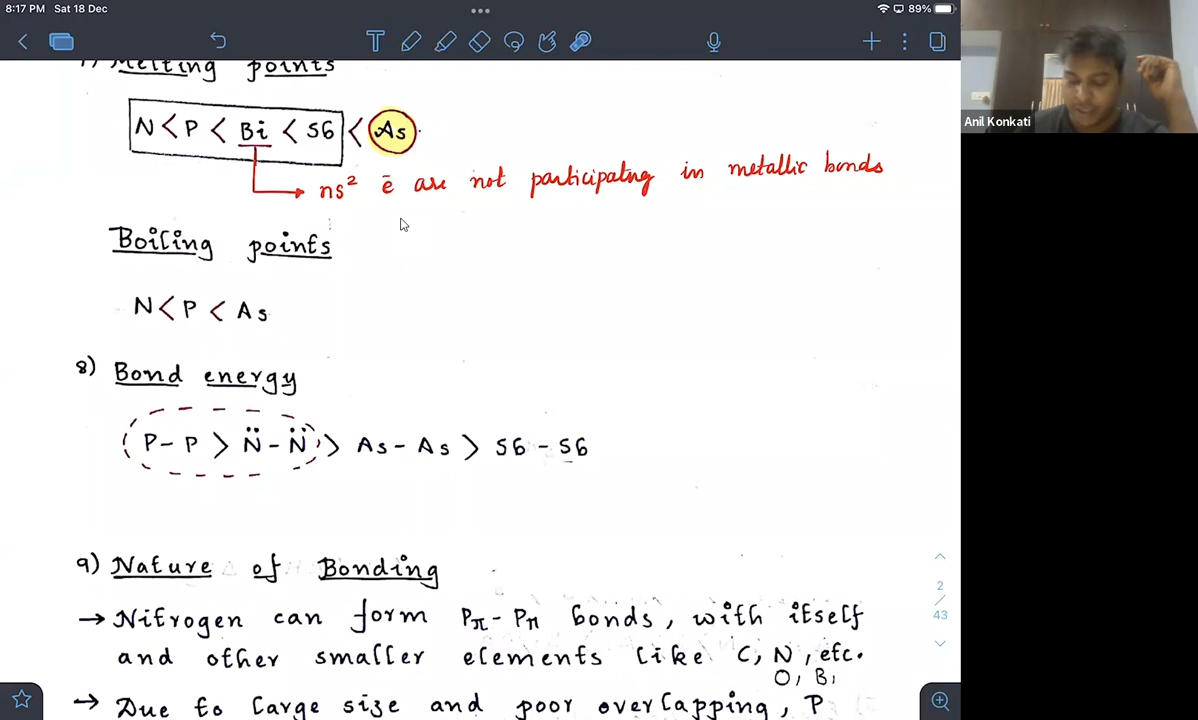 8:17 PM Sat 18 Dec
89%
Anil Konkati
7) Melting points
N < P < Bi < Sb < As
ns² ē are not participatng in metallic bonds
Boiling points
N < P < As
8) Bond energy
P - P > N̈ - N̈ > As - As > Sb - Sb
9) Nature of Bonding
→ Nitrogen can form Pπ - Pπ bonds, with itself
and other smaller elements like C, N, etc.
O, B,
→ Due to large size and poor overlapping, P
2
/
43